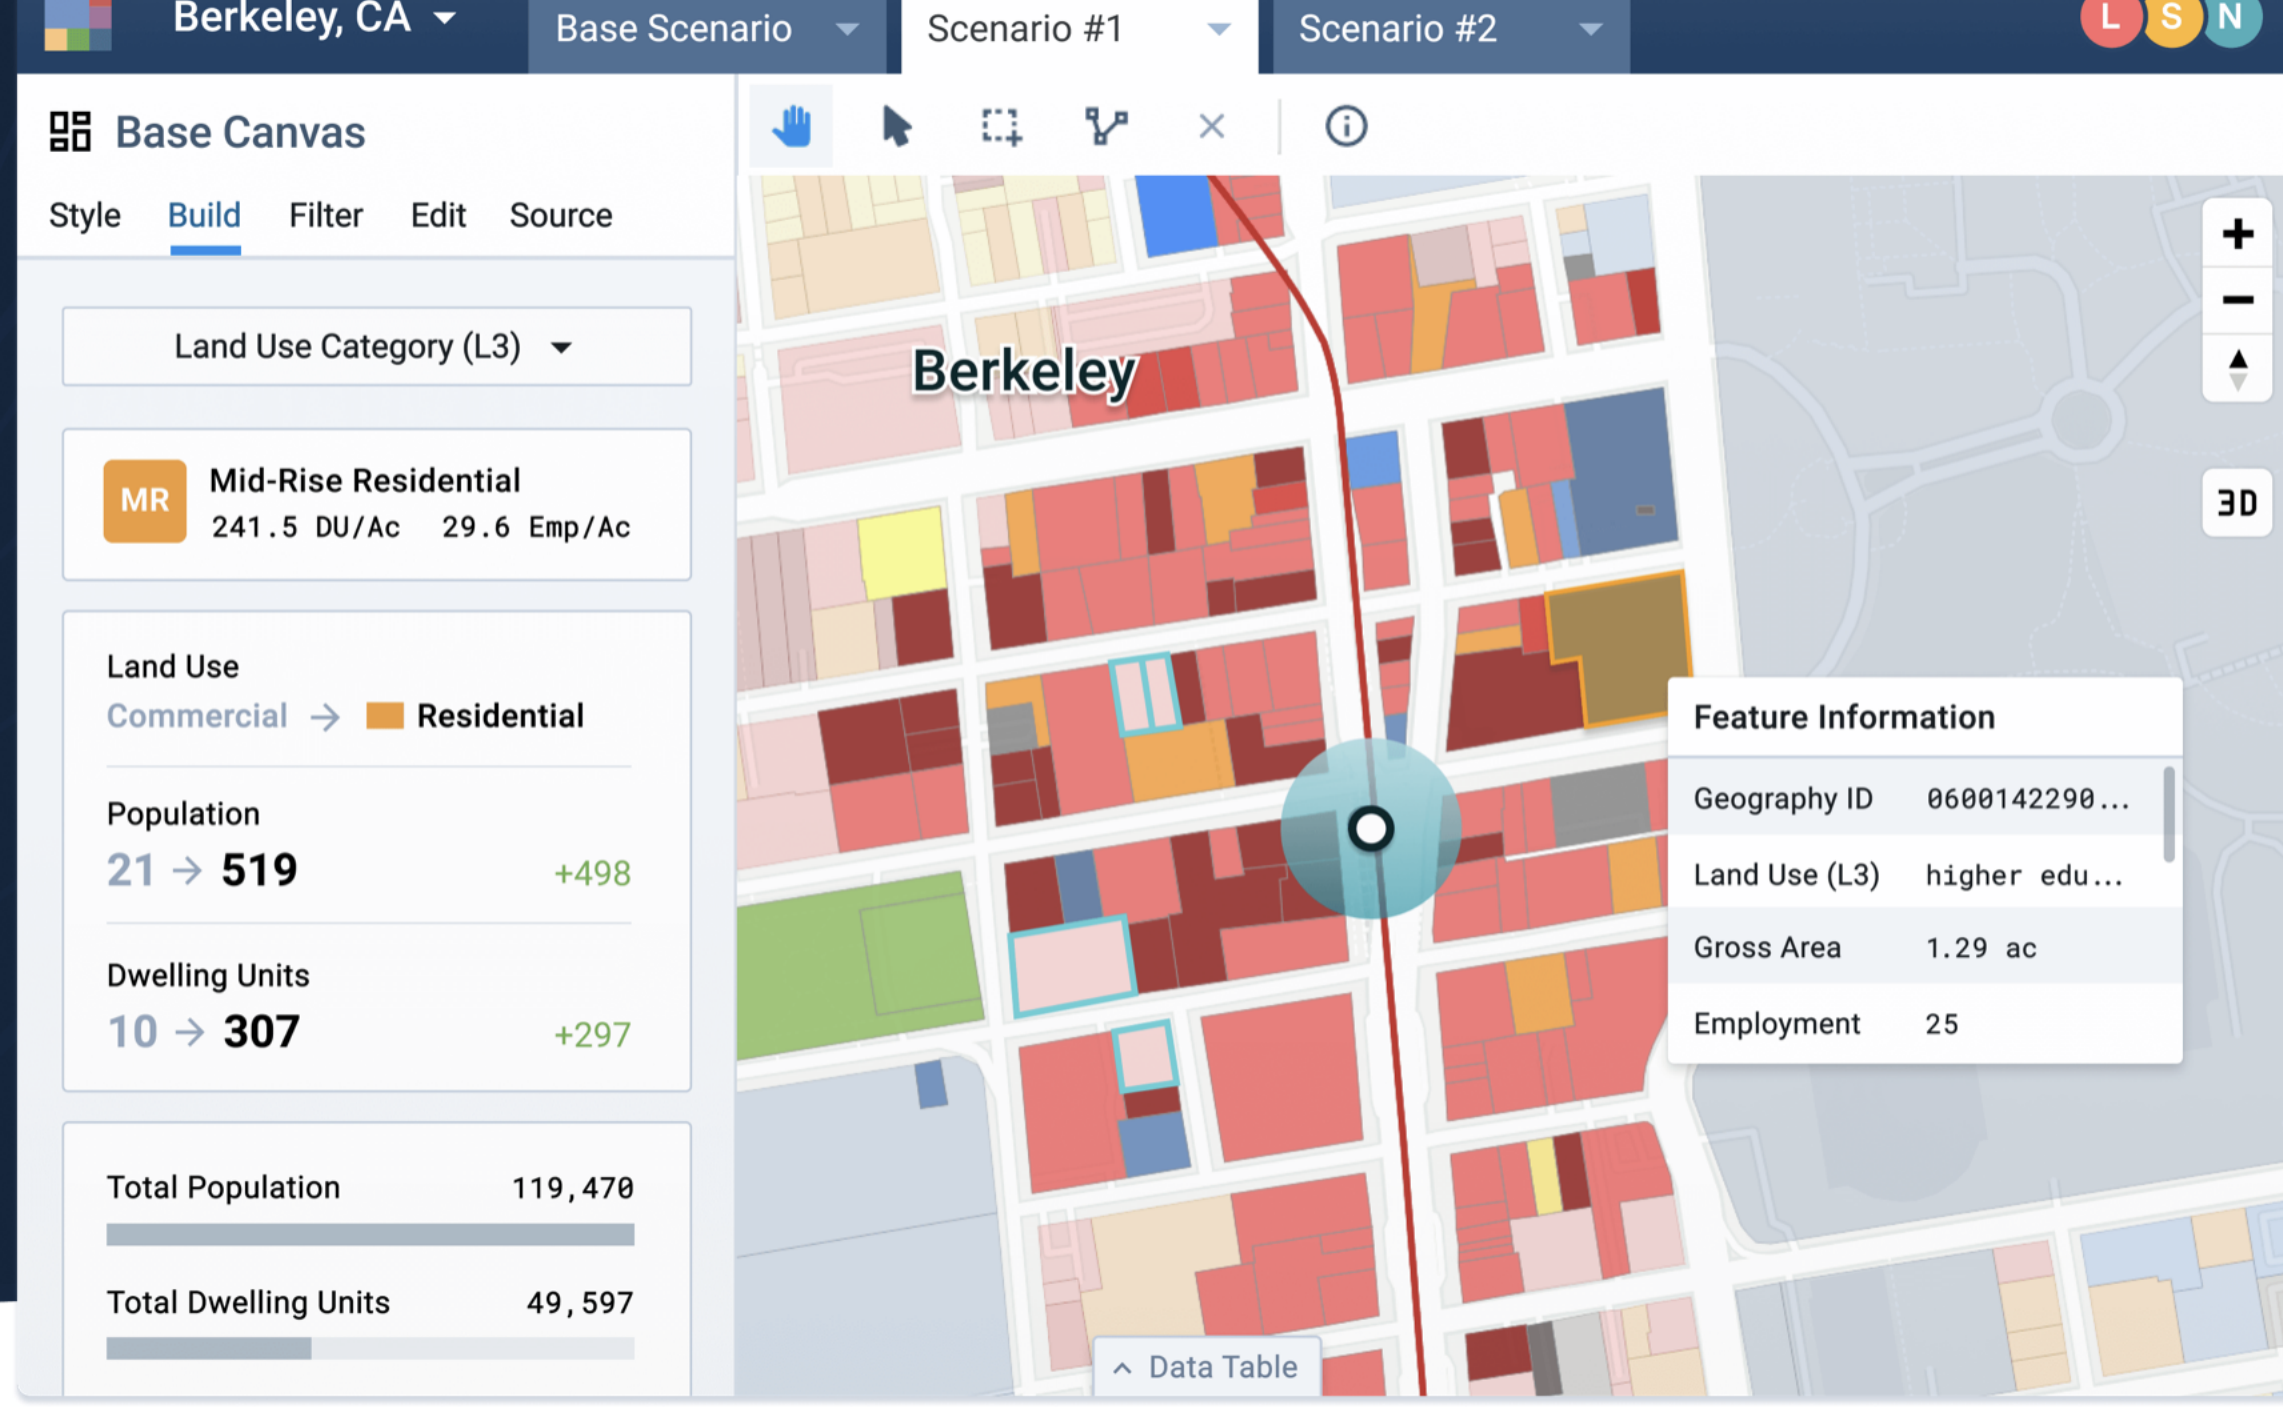 Berkeley, CA
Base Scenario
Scenario #1
Scenario #2
L S N
Base Canvas
Style Build Filter Edit Source
Land Use Category (L3)
MR
Mid-Rise Residential
241.5 DU/Ac 29.6 Emp/Ac
Land Use
Commercial → Residential
Population
21 → 519 +498
Dwelling Units
10 → 307 +297
Total Population 119,470
Total Dwelling Units 49,597
Berkeley
3D
Feature Information
Geography ID 0600142290...
Land Use (L3) higher edu...
Gross Area 1.29 ac
Employment 25
Data Table